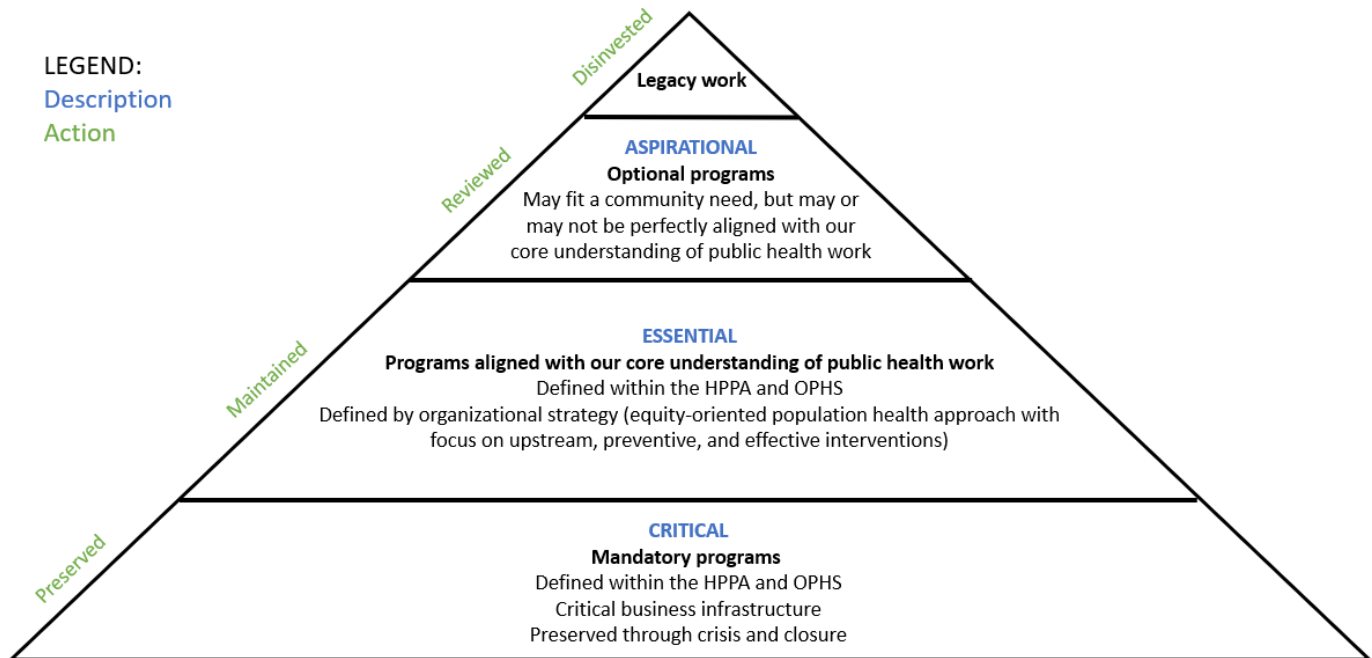 LEGEND:
Description
Action
Disinvested
Legacy work
Reviewed
ASPIRATIONAL
Optional programs
May fit a community need, but may or
may not be perfectly aligned with our
core understanding of public health work
Maintained
ESSENTIAL
Programs aligned with our core understanding of public health work
Defined within the HPPA and OPHS
Defined by organizational strategy (equity-oriented population health approach with
focus on upstream, preventive, and effective interventions)
Preserved
CRITICAL
Mandatory programs
Defined within the HPPA and OPHS
Critical business infrastructure
Preserved through crisis and closure